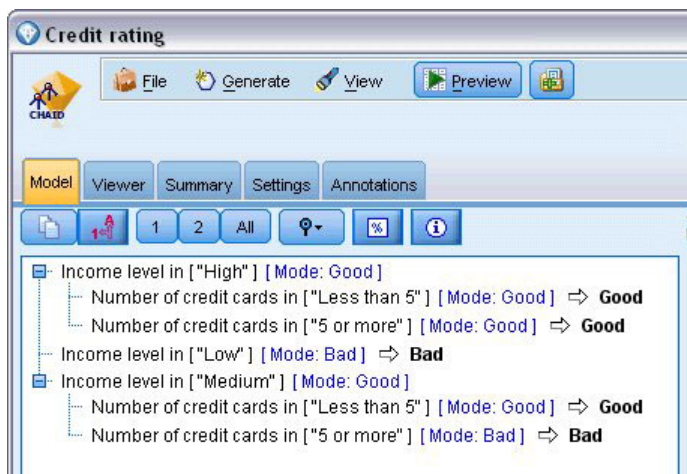 Credit rating
File Generate View Preview
CHAID
Model Viewer Summary Settings Annotations
1 A 1 2 All %  i
Income level in ["High"] [Mode: Good]
Number of credit cards in ["Less than 5"] [Mode: Good] ⇨ Good
Number of credit cards in ["5 or more"] [Mode: Good] ⇨ Good
Income level in ["Low"] [Mode: Bad] ⇨ Bad
Income level in ["Medium"] [Mode: Good]
Number of credit cards in ["Less than 5"] [Mode: Good] ⇨ Good
Number of credit cards in ["5 or more"] [Mode: Bad] ⇨ Bad